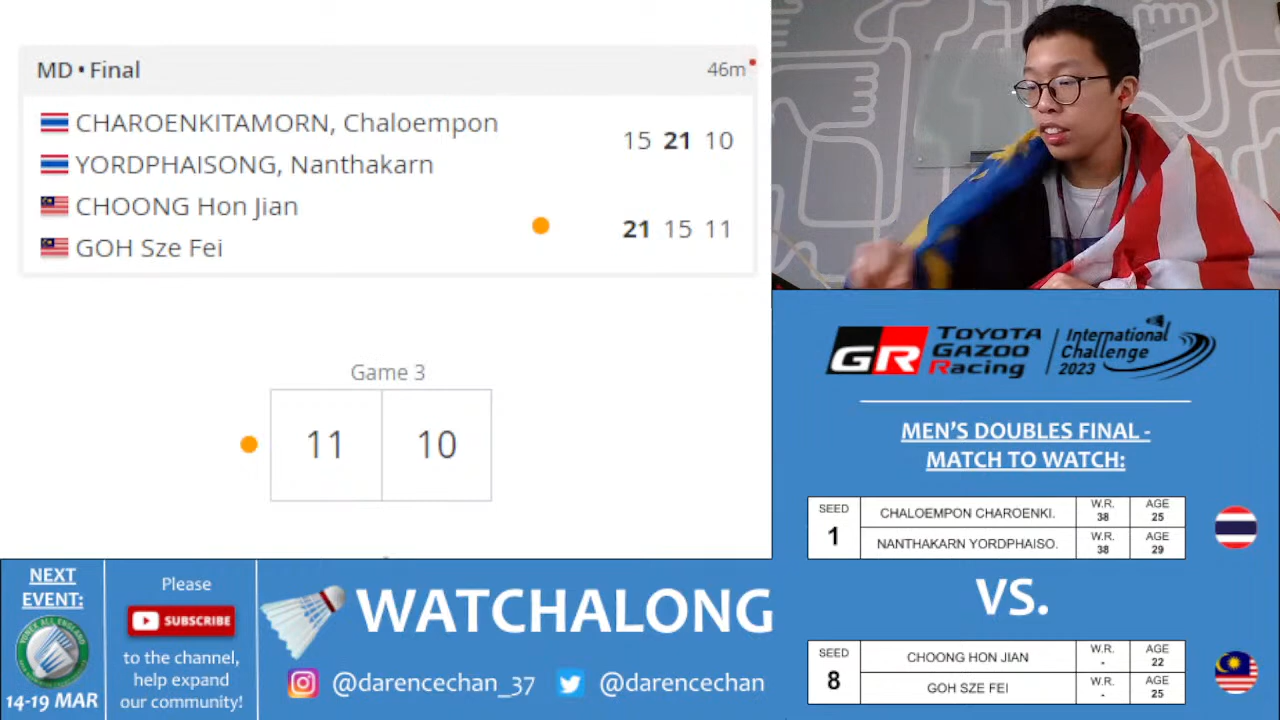 MD • Final
46m
CHAROENKITAMORN, Chaloempon
YORDPHAISONG, Nanthakarn
15 21 10
CHOONG Hon Jian
GOH Sze Fei
21 15 11
Game 3
11 10
GR TOYOTA GAZOO Racing
International Challenge 2023
MEN'S DOUBLES FINAL -
MATCH TO WATCH:
SEED 1
CHALOEMPON CHAROENKI. W.R. 38 AGE 25
NANTHAKARN YORDPHAISO. W.R. 38 AGE 29
VS.
SEED 8
CHOONG HON JIAN W.R. - AGE 22
GOH SZE FEI W.R. - AGE 25
NEXT
EVENT:
14-19 MAR
Please
SUBSCRIBE
to the channel,
help expand
our community!
WATCHALONG
@darencechan_37
@darencechan